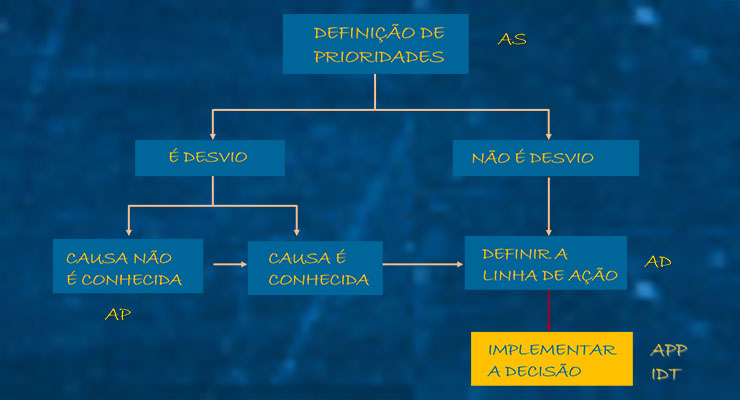 DEFINIÇÃO DE
PRIORIDADES
AS
É DESVIO
NÃO É DESVIO
CAUSA NÃO
É CONHECIDA
CAUSA É
CONHECIDA
DEFINIR A
LINHA DE AÇÃO
AD
AP
IMPLEMENTAR
A DECISÃO
APP
IDT